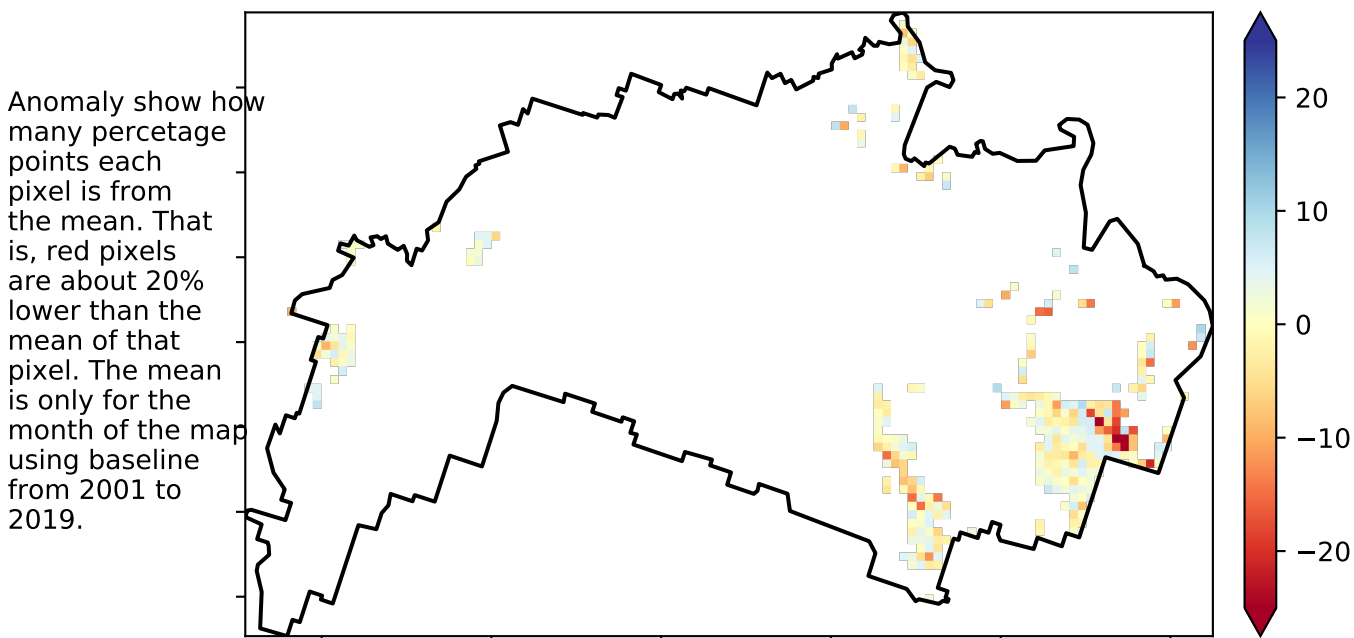 Anomaly show how
many percetage
points each
pixel is from
the mean. That
is, red pixels
are about 20%
lower than the
mean of that
pixel. The mean
is only for the
month of the map
using baseline
from 2001 to
2019.
20
10
0
−10
−20